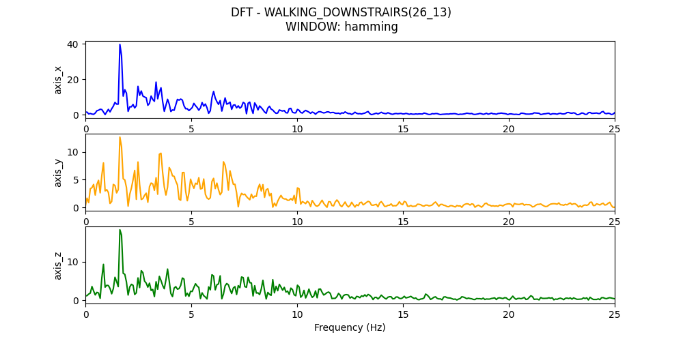 DFT - WALKING_DOWNSTRAIRS(26_13)
WINDOW: hamming
axis_x
40
20
0
0 5 10 15 20 25
axis_y
10
5
0
0 5 10 15 20 25
axis_z
10
0
0 5 10 15 20 25
Frequency (Hz)